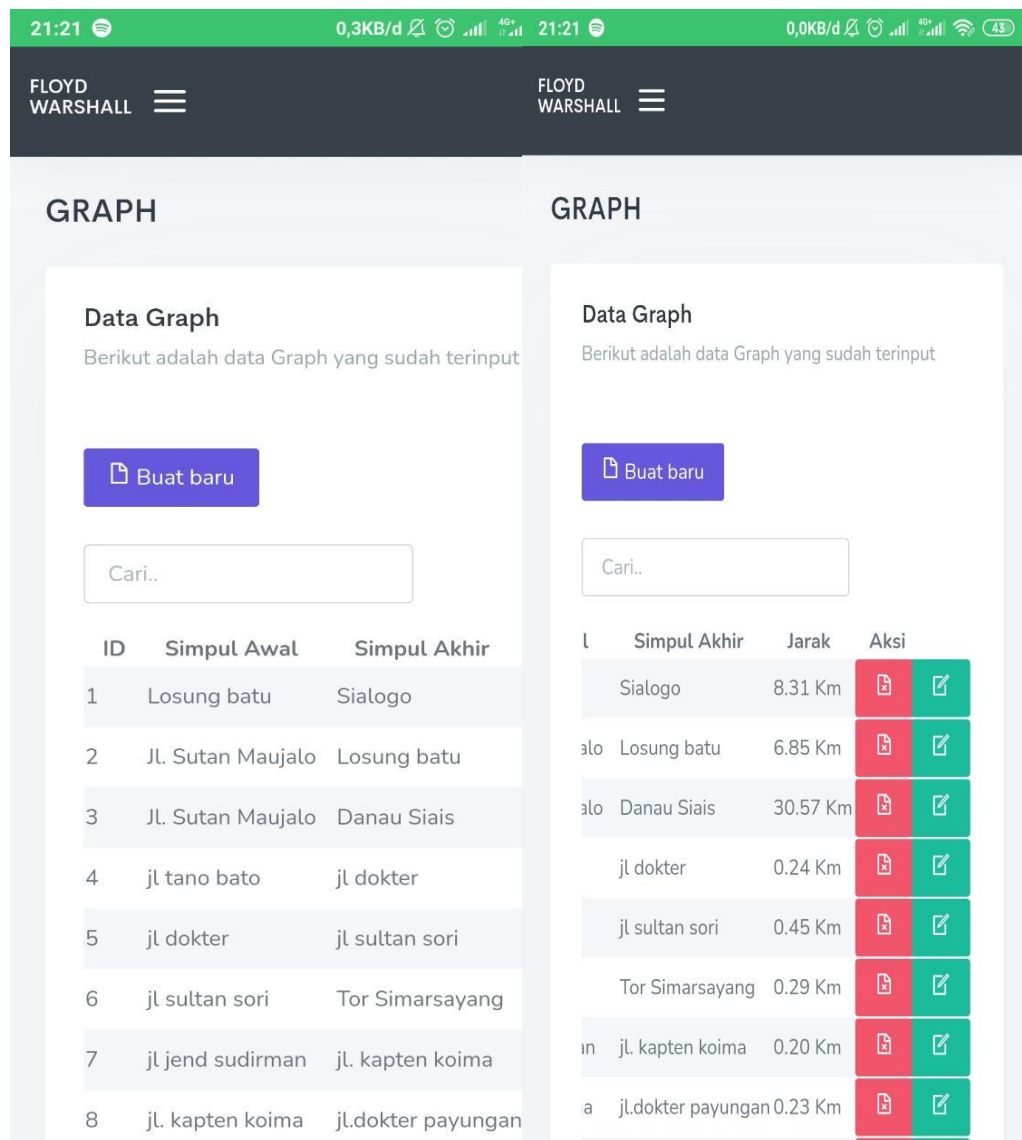 21:21
0,3KB/d 4G+
FLOYD
WARSHALL
GRAPH
Data Graph
Berikut adalah data Graph yang sudah terinput
Buat baru
Cari..
ID Simpul Awal Simpul Akhir
1 Losung batu Sialogo
2 Jl. Sutan Maujalo Losung batu
3 Jl. Sutan Maujalo Danau Siais
4 jl tano bato jl dokter
5 jl dokter jl sultan sori
6 jl sultan sori Tor Simarsayang
7 jl jend sudirman jl. kapten koima
8 jl. kapten koima jl.dokter payungan
21:21
0,0KB/d 4G+ 43
FLOYD
WARSHALL
GRAPH
Data Graph
Berikut adalah data Graph yang sudah terinput
Buat baru
Cari..
l Simpul Akhir Jarak Aksi
Sialogo 8.31 Km
alo Losung batu 6.85 Km
alo Danau Siais 30.57 Km
jl dokter 0.24 Km
jl sultan sori 0.45 Km
Tor Simarsayang 0.29 Km
an jl. kapten koima 0.20 Km
a jl.dokter payungan 0.23 Km